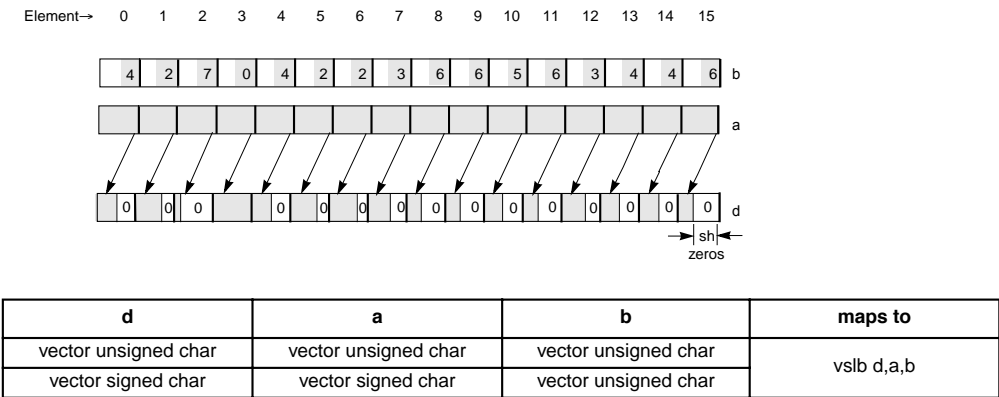 Element→ 0 1 2 3 4 5 6 7 8 9 10 11 12 13 14 15
4 2 7 0 4 2 2 3 6 6 5 6 3 4 4 6 b
a
0 0 0 0 0 0 0 0 0 0 0 0 0 0 0 d
sh
zeros
d a b maps to
vector unsigned char vector unsigned char vector unsigned char vslb d,a,b
vector signed char vector signed char vector unsigned char